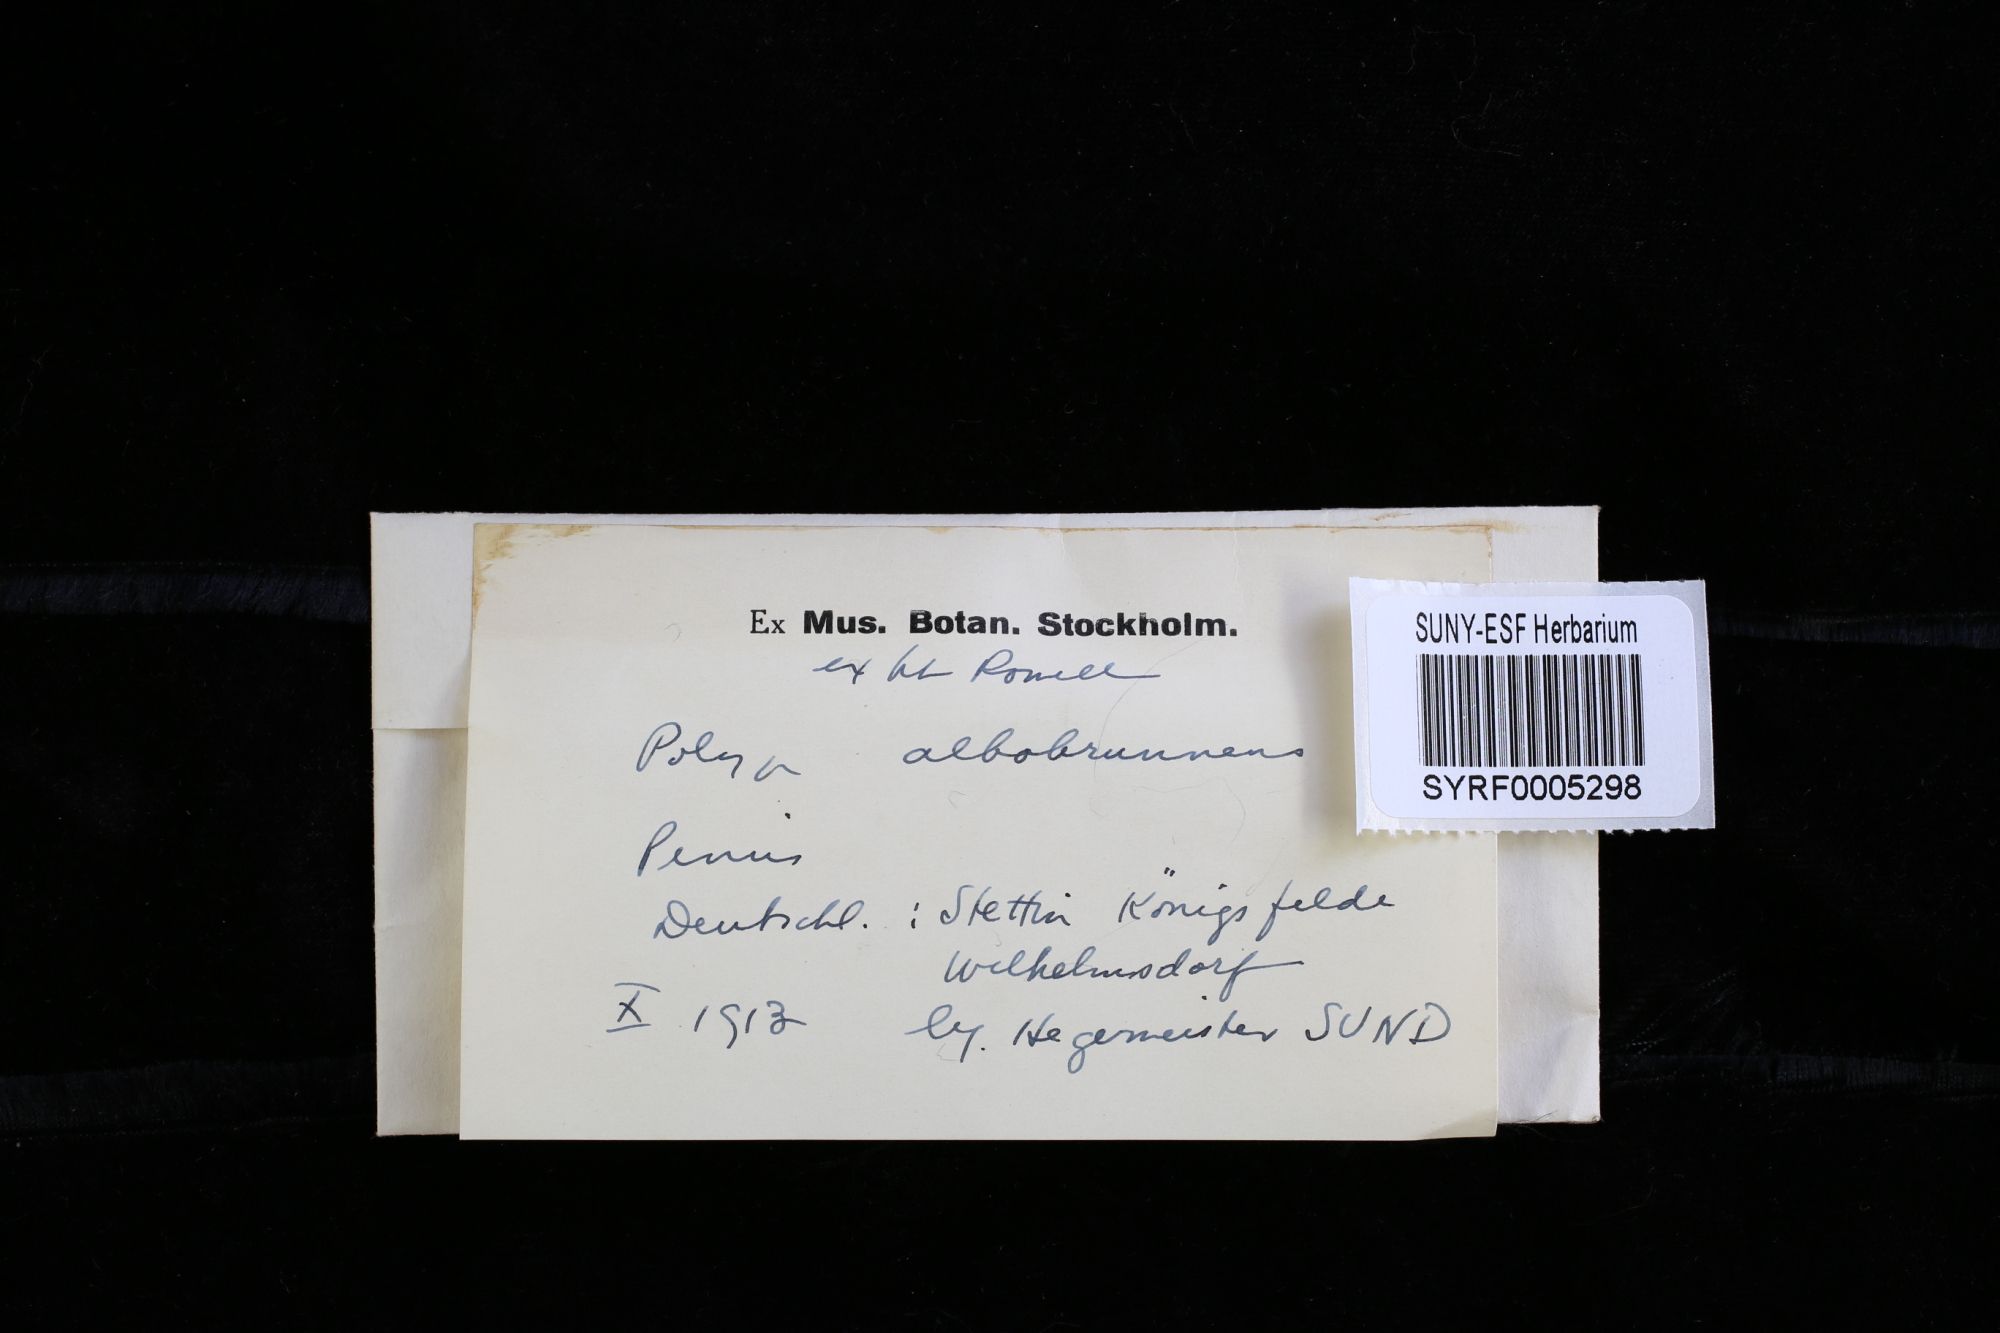 Ex Mus. Botan. Stockholm.
ex hb Romell
Polyp albobrunneus
Pinus
Deutschl. : Stettin Königsfelde
Wilhelmsdorf
X 1913 leg. Hegemeister SUND
SUNY-ESF Herbarium
SYRF0005298